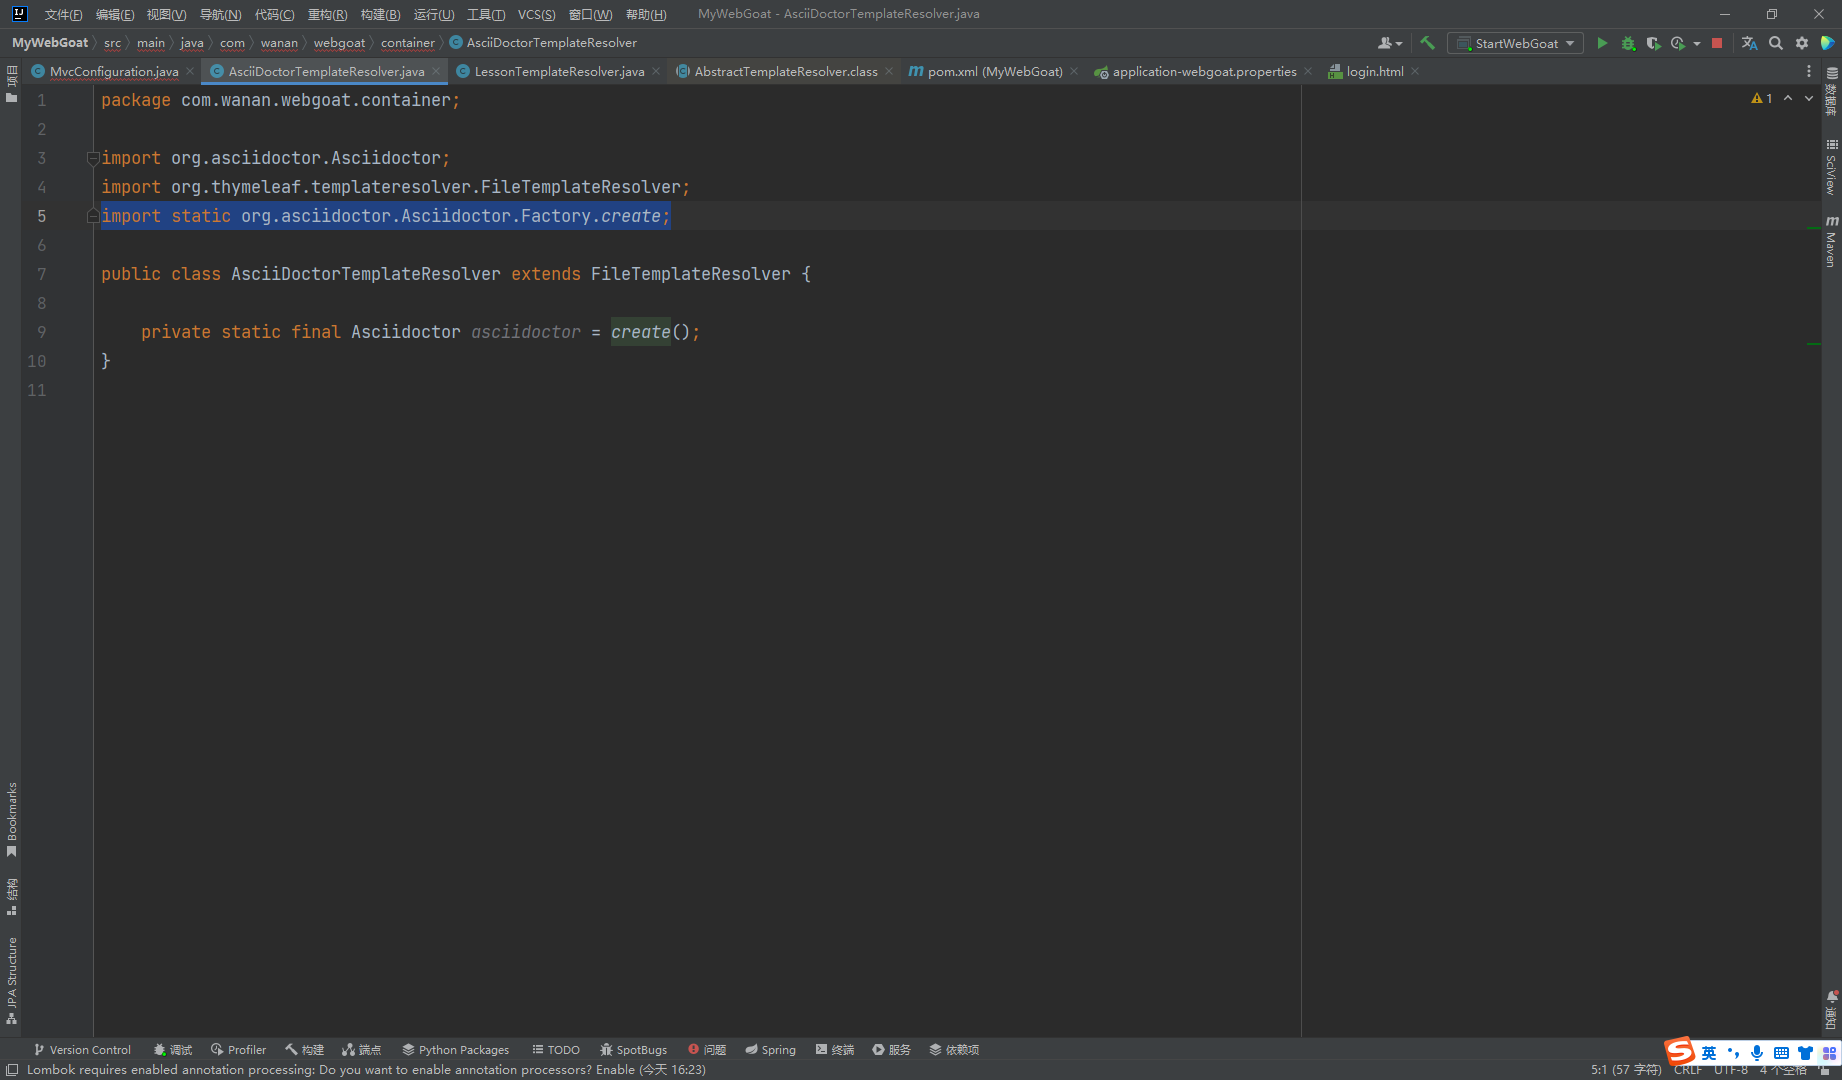 文件(F) 编辑(E) 视图(V) 导航(N) 代码(C) 重构(R) 构建(B) 运行(U) 工具(T) VCS(S) 窗口(W) 帮助(H) MyWebGoat - AsciiDoctorTemplateResolver.java
MyWebGoat src main java com wanan webgoat container AsciiDoctorTemplateResolver StartWebGoat
MvcConfiguration.java AsciiDoctorTemplateResolver.java LessonTemplateResolver.java AbstractTemplateResolver.class pom.xml (MyWebGoat) application-webgoat.properties login.html
1 package com.wanan.webgoat.container;
2
3 import org.asciidoctor.Asciidoctor;
4 import org.thymeleaf.templateresolver.FileTemplateResolver;
5 import static org.asciidoctor.Asciidoctor.Factory.create;
6
7 public class AsciiDoctorTemplateResolver extends FileTemplateResolver {
8
9 private static final Asciidoctor asciidoctor = create();
10 }
11
1
项目
Bookmarks
结构
JPA Structure
数据库
SciView
Maven
通知
Version Control 调试 Profiler 构建 端点 Python Packages TODO SpotBugs 问题 Spring 终端 服务 依赖项
英
Lombok requires enabled annotation processing: Do you want to enable annotation processors? Enable (今天 16:23) 5:1 (57 字符) CRLF UTF-8 4 个空格